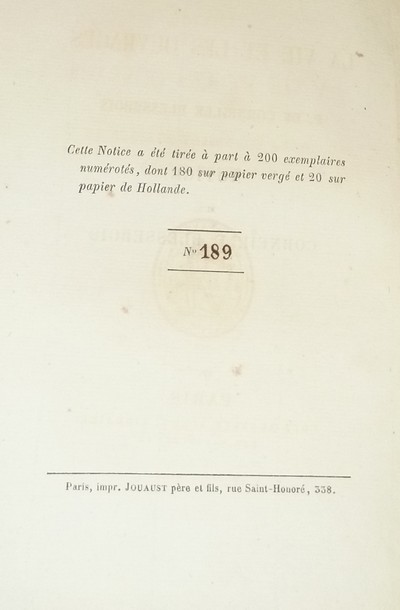 Cette Notice a été tirée à part à 200 exemplaires
numérotés, dont 180 sur papier vergé et 20 sur
papier de Hollande.
No 189
Paris, impr. JOUAUST père et fils, rue Saint-Honoré, 338.